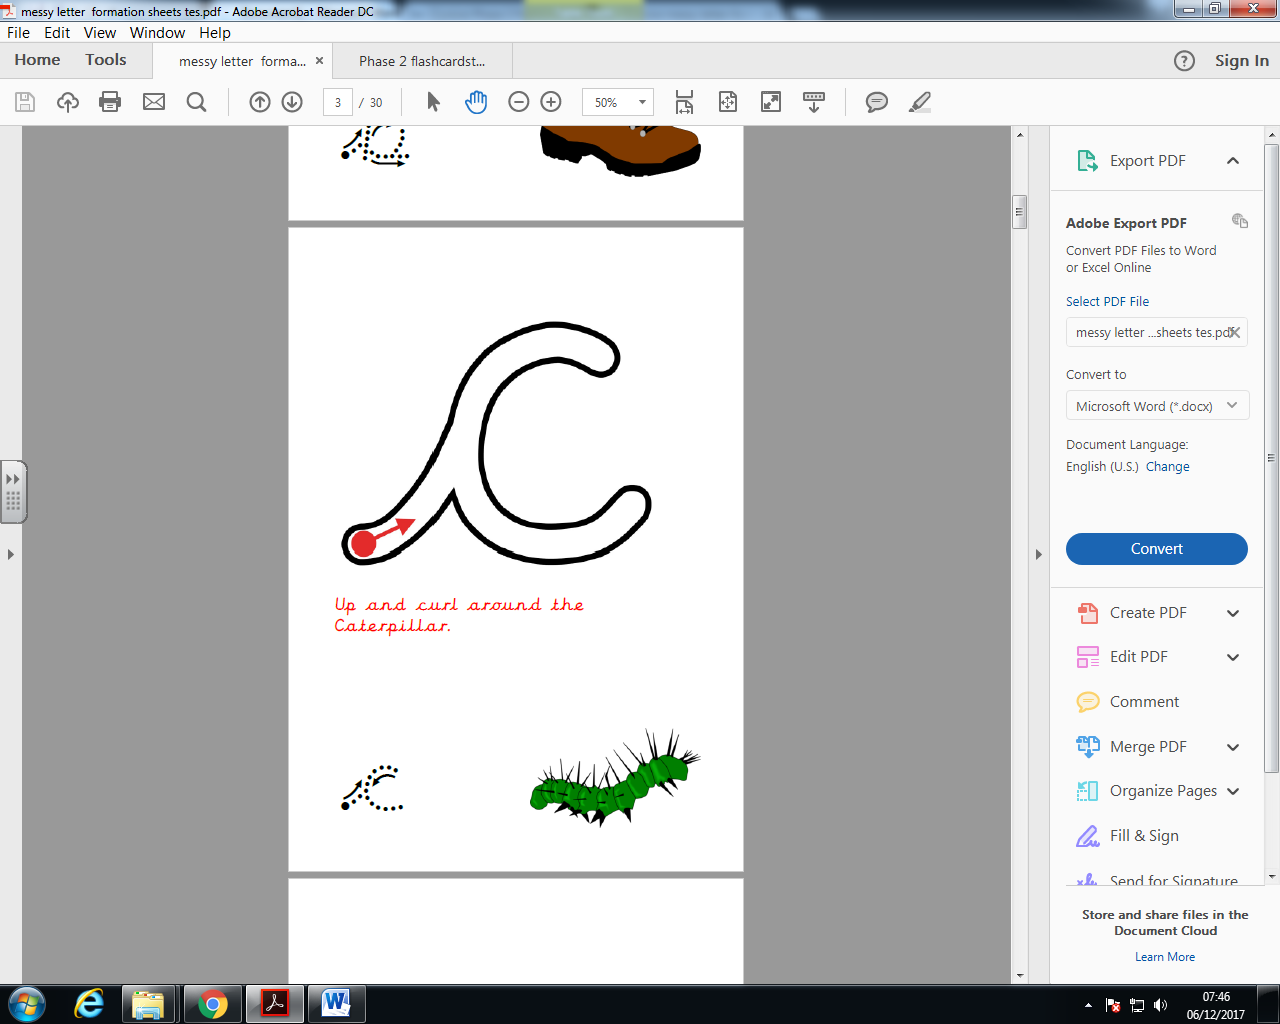 messy letter  formation sheets tes.pdf - Adobe Acrobat Reader DC
File Edit View Window Help
Home Tools messy letter  forma... × Phase 2 flashcardst... ? Sign In
3 / 30 50%
Export PDF
Adobe Export PDF
Convert PDF Files to Word
or Excel Online
Select PDF File
messy letter ...sheets tes.pdf
Convert to
Microsoft Word (*.docx)
Document Language:
English (U.S.) Change
Convert
Create PDF
Edit PDF
Comment
Merge PDF
Organize Pages
Fill & Sign
Send for Signature
Store and share files in the
Document Cloud
Learn More
c
Up and curl around the
Caterpillar.
c
07:46
06/12/2017